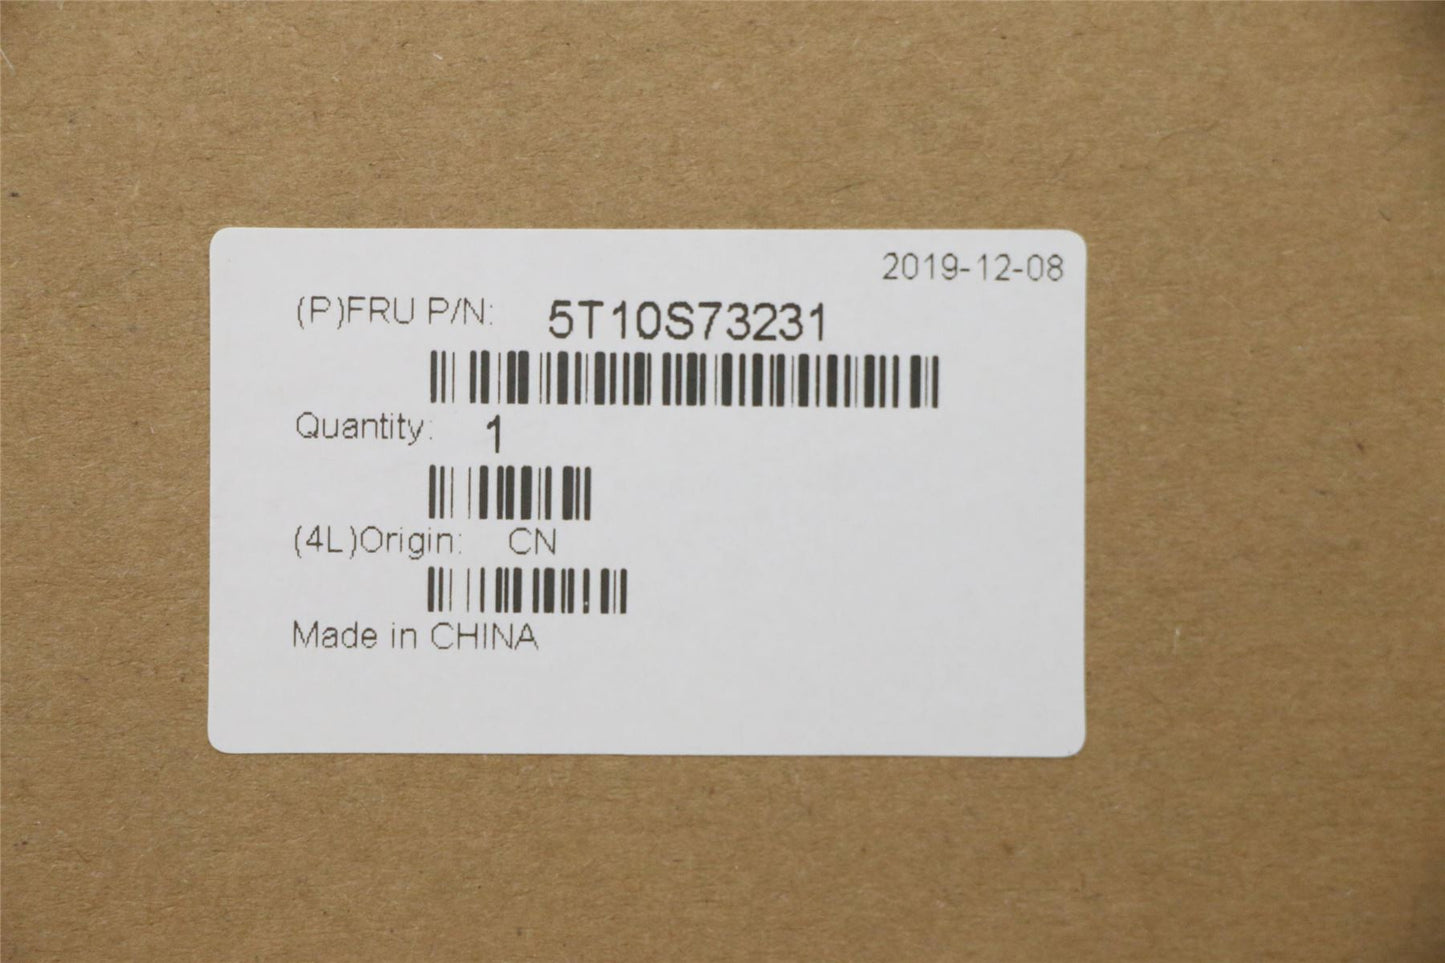 2019-12-08
(P)FRU P/N: 5T10S73231
Quantity: 1
(4L)Origin: CN
Made in CHINA